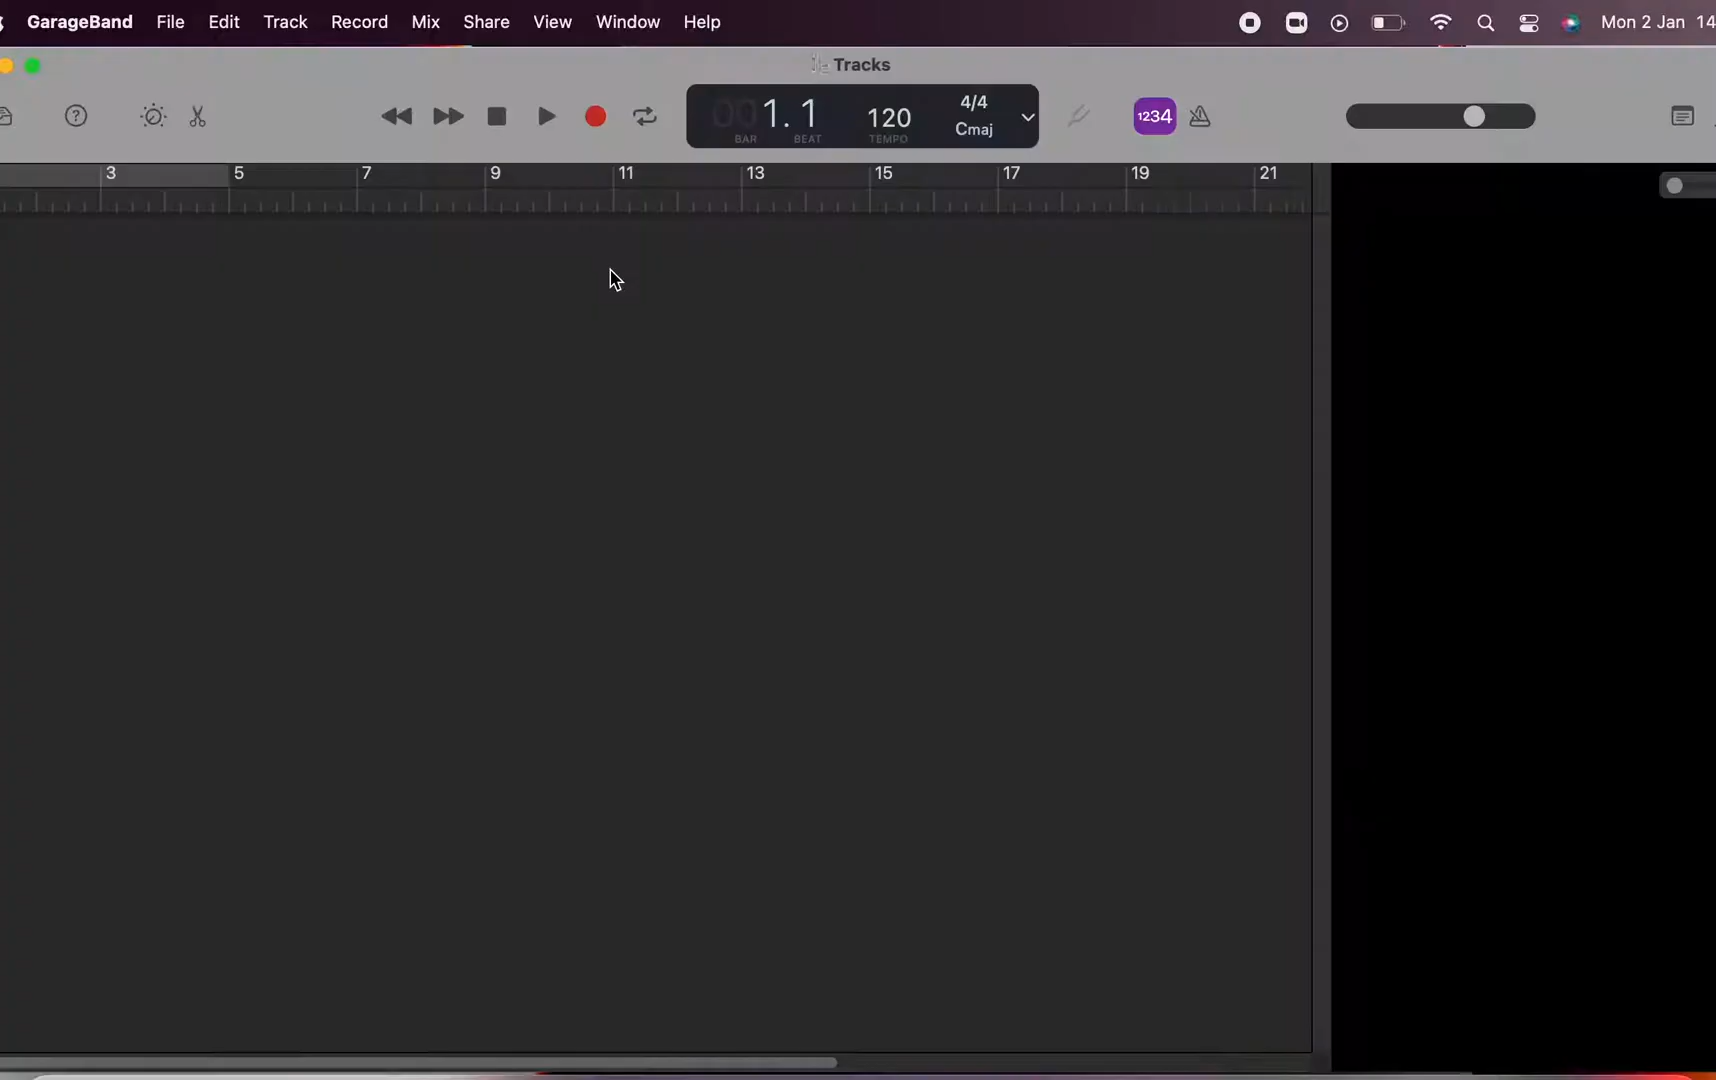 GarageBand File Edit Track Record Mix Share View Window Help Mon 2 Jan 14
Tracks
001.1 120 4/4 Cmaj 1234
BAR BEAT TEMPO
3 5 7 9 11 13 15 17 19 21